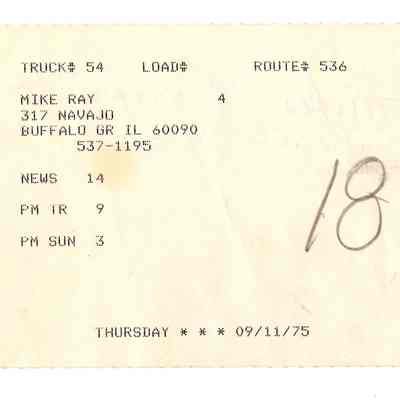 TRUCK# 54 LOAD# ROUTE# 536
MIKE RAY 4
317 NAVAJO
BUFFALO GR IL 60090
537-1195
NEWS 14
PM TR 9
PM SUN 3
18
THURSDAY * * * 09/11/75